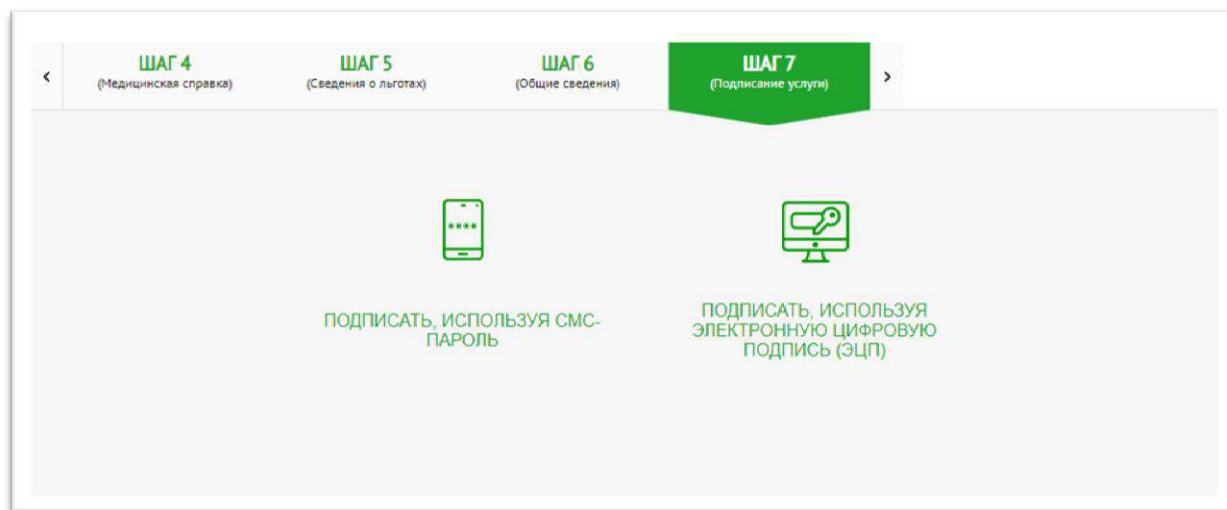 ШАГ 4
(Медицинская справка)
ШАГ 5
(Сведения о льготах)
ШАГ 6
(Общие сведения)
ШАГ 7
(Подписание услуги)
ПОДПИСАТЬ, ИСПОЛЬЗУЯ СМС-
ПАРОЛЬ
ПОДПИСАТЬ, ИСПОЛЬЗУЯ
ЭЛЕКТРОННУЮ ЦИФРОВУЮ
ПОДПИСЬ (ЭЦП)